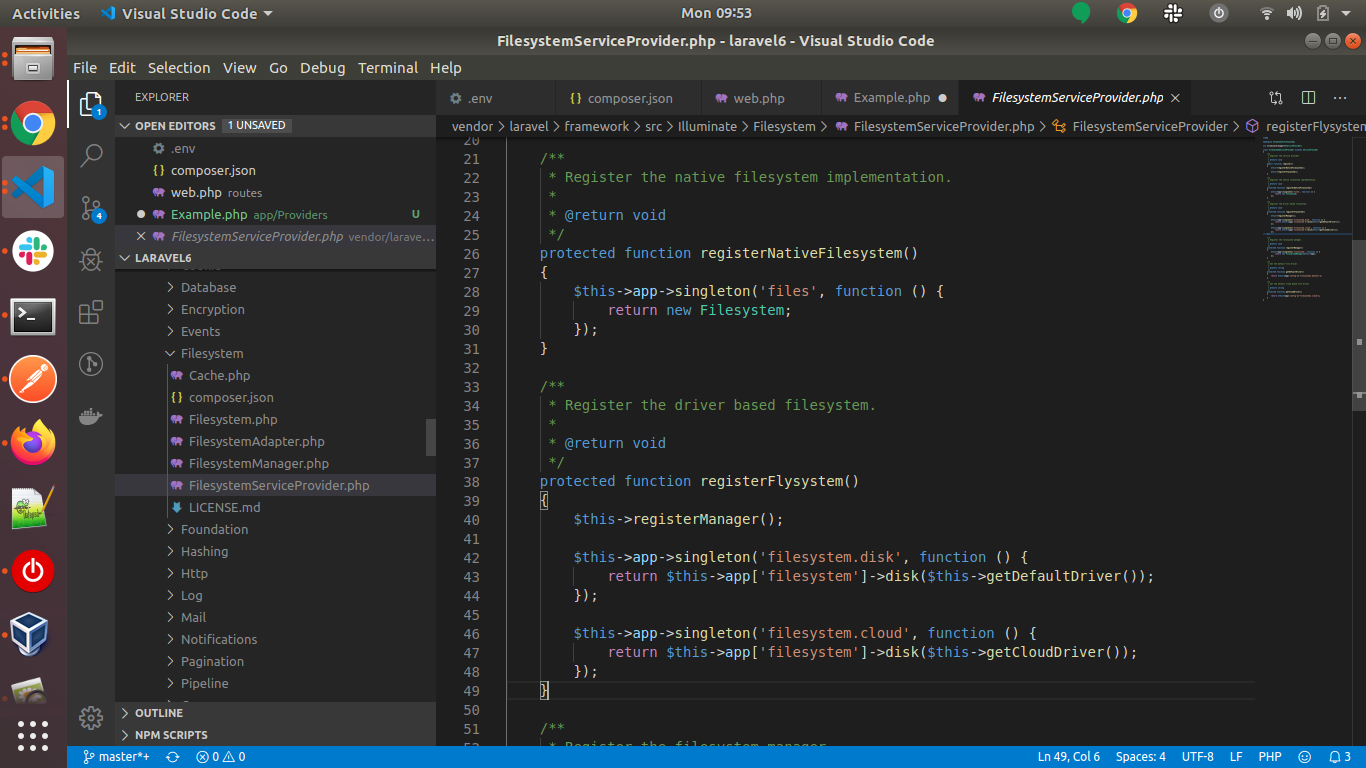 Activities Visual Studio Code Mon 09:53
FilesystemServiceProvider.php - laravel6 - Visual Studio Code
File Edit Selection View Go Debug Terminal Help
1
4
EXPLORER
OPEN EDITORS 1 UNSAVED
.env
composer.json
web.php routes
Example.php app/Providers U
FilesystemServiceProvider.php vendor/larave...
LARAVEL6
Database
Encryption
Events
Filesystem
Cache.php
composer.json
Filesystem.php
FilesystemAdapter.php
FilesystemManager.php
FilesystemServiceProvider.php
LICENSE.md
Foundation
Hashing
Http
Log
Mail
Notifications
Pagination
Pipeline
OUTLINE
NPM SCRIPTS
.env composer.json web.php Example.php FilesystemServiceProvider.php
vendor > laravel > framework > src > Illuminate > Filesystem > FilesystemServiceProvider.php > FilesystemServiceProvider > registerFlysystem
20
21 /**
22 * Register the native filesystem implementation.
23 *
24 * @return void
25 */
26 protected function registerNativeFilesystem()
27 {
28 $this->app->singleton('files', function () {
29 return new Filesystem;
30 });
31 }
32
33 /**
34 * Register the driver based filesystem.
35 *
36 * @return void
37 */
38 protected function registerFlysystem()
39 {
40 $this->registerManager();
41
42 $this->app->singleton('filesystem.disk', function () {
43 return $this->app['filesystem']->disk($this->getDefaultDriver());
44 });
45
46 $this->app->singleton('filesystem.cloud', function () {
47 return $this->app['filesystem']->disk($this->getCloudDriver());
48 });
49 }
50
51 /**
52 * Register the filesystem manager
master*+ 0 0 Ln 49, Col 6 Spaces: 4 UTF-8 LF PHP 3